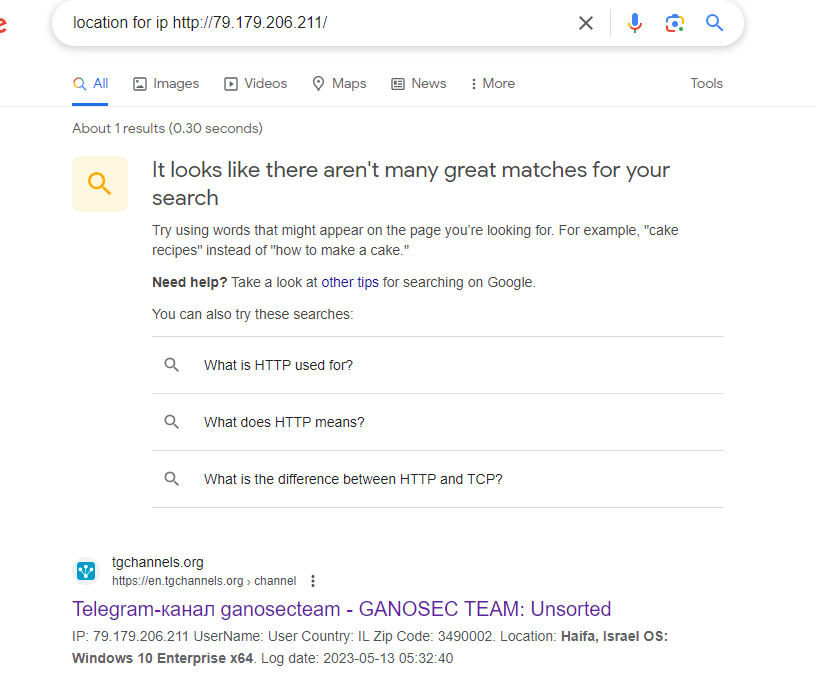 location for ip http://79.179.206.211/
All Images Videos Maps News More Tools
About 1 results (0.30 seconds)
It looks like there aren't many great matches for your
search
Try using words that might appear on the page you’re looking for. For example, "cake
recipes" instead of "how to make a cake."
Need help? Take a look at other tips for searching on Google.
You can also try these searches:
What is HTTP used for?
What does HTTP means?
What is the difference between HTTP and TCP?
tgchannels.org
https://en.tgchannels.org › channel
Telegram-канал ganosecteam - GANOSEC TEAM: Unsorted
IP: 79.179.206.211 UserName: User Country: IL Zip Code: 3490002. Location: Haifa, Israel OS:
Windows 10 Enterprise x64. Log date: 2023-05-13 05:32:40